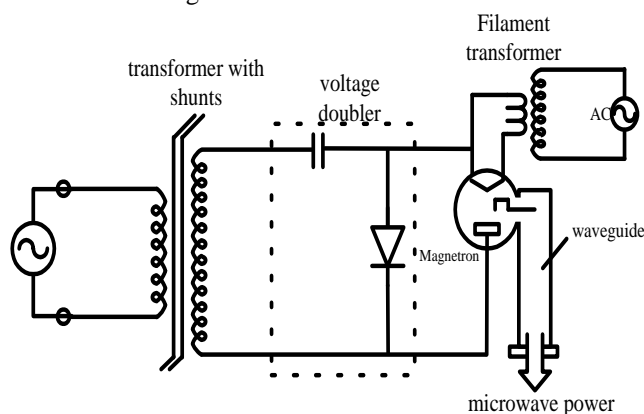 Filament
transformer
transformer with
shunts
voltage
doubler
AC
waveguide
Magnetron
microwave power